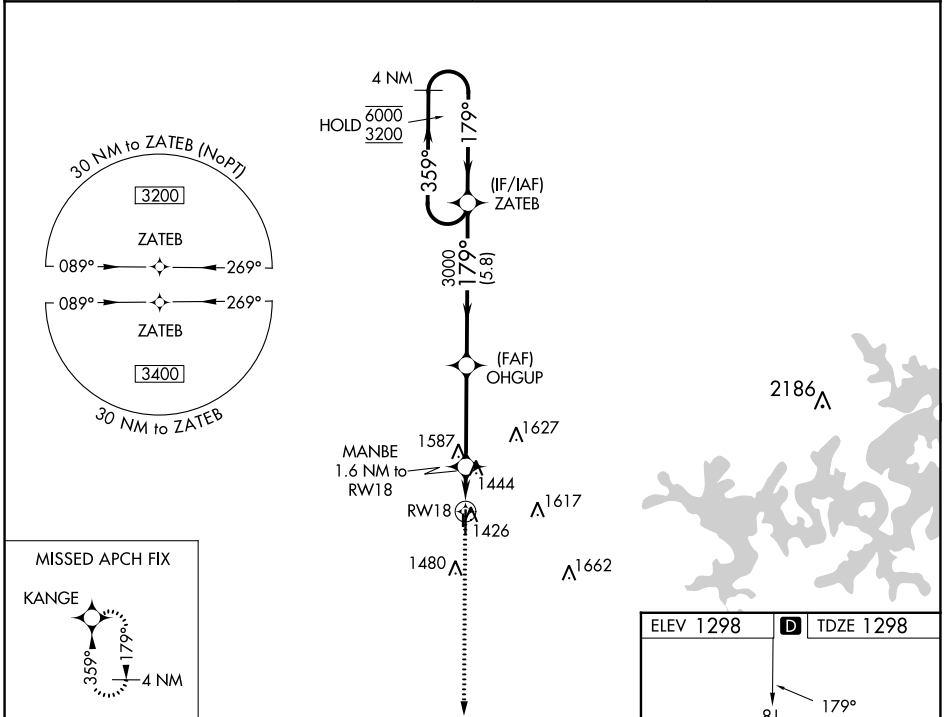 4 NM
HOLD 6000
3200
179°
359°
(IF/IAF)
ZATEB
30 NM to ZATEB (NoPT)
3200
ZATEB
089°
269°
089°
269°
ZATEB
3400
30 NM to ZATEB
3000
179°
(5.8)
(FAF)
OHGUP
2186
1627
1587
MANBE
1.6 NM to
RW18
1444
RW18
1426
1617
1480
1662
MISSED APCH FIX
KANGE
359°
179°
4 NM
ELEV 1298
D
TDZE 1298
179°